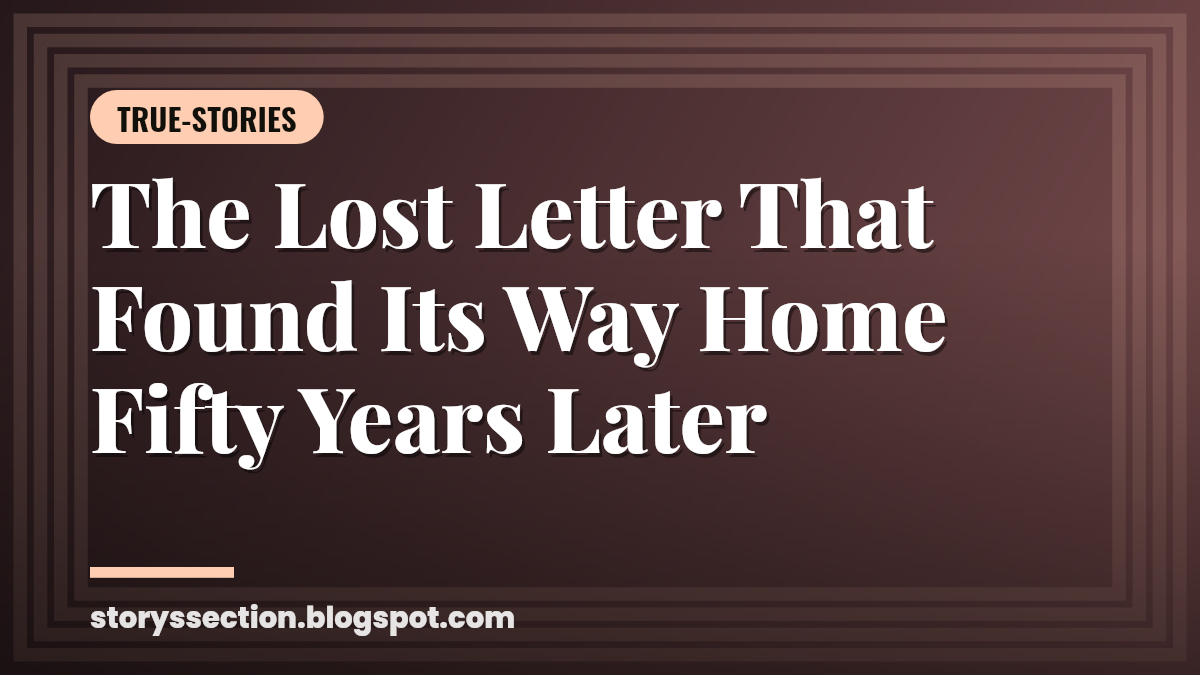 TRUE-STORIES
The Lost Letter That
Found Its Way Home
Fifty Years Later
storyssection.blogspot.com